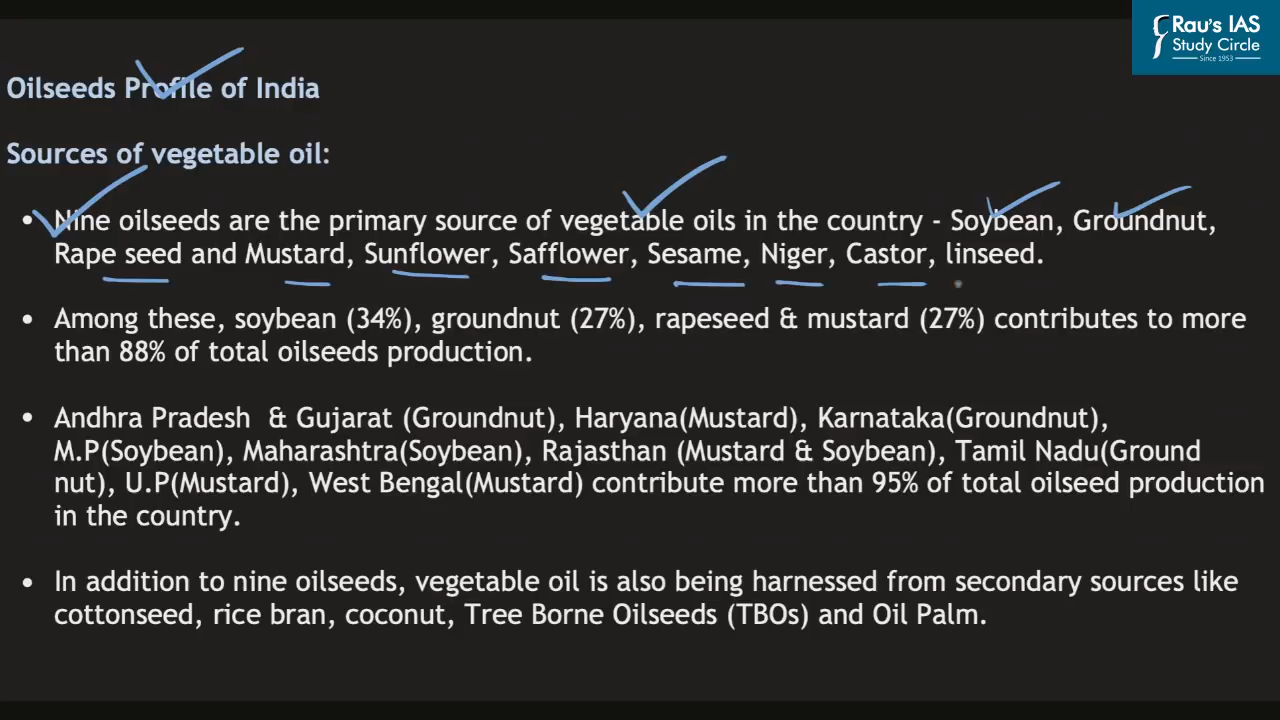 Rau's IAS
Study Circle
Since 1953
Oilseeds Profile of India
Sources of vegetable oil:
• Nine oilseeds are the primary source of vegetable oils in the country - Soybean, Groundnut,
Rape seed and Mustard, Sunflower, Safflower, Sesame, Niger, Castor, linseed.
• Among these, soybean (34%), groundnut (27%), rapeseed & mustard (27%) contributes to more
than 88% of total oilseeds production.
• Andhra Pradesh & Gujarat (Groundnut), Haryana(Mustard), Karnataka(Groundnut),
M.P(Soybean), Maharashtra(Soybean), Rajasthan (Mustard & Soybean), Tamil Nadu(Ground
nut), U.P(Mustard), West Bengal(Mustard) contribute more than 95% of total oilseed production
in the country.
• In addition to nine oilseeds, vegetable oil is also being harnessed from secondary sources like
cottonseed, rice bran, coconut, Tree Borne Oilseeds (TBOs) and Oil Palm.